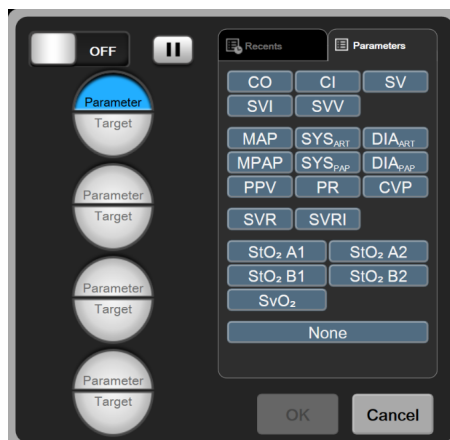 OFF
Recents
Parameters
Parameter
Target
Parameter
Target
Parameter
Target
Parameter
Target
CO CI SV
SVI SVV
MAP SYSART DIAART
MPAP SYSPAP DIAPAP
PPV PR CVP
SVR SVRI
StO₂ A1 StO₂ A2
StO₂ B1 StO₂ B2
SvO₂
None
OK Cancel